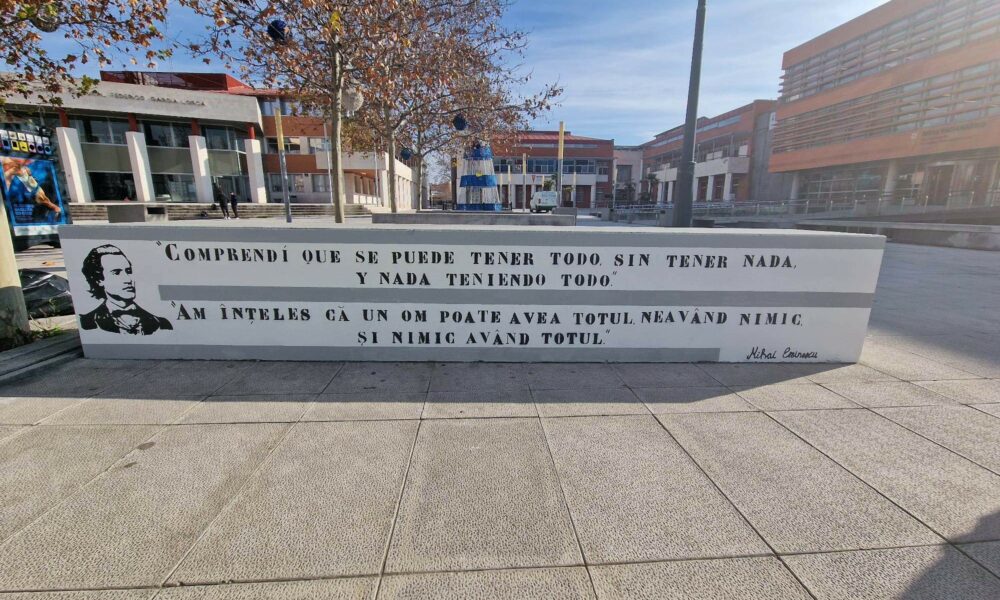 "COMPRENDÍ QUE SE PUEDE TENER TODO, SIN TENER NADA,
Y NADA TENIENDO TODO."
"AM ÎNȚELES CĂ UN OM POATE AVEA TOTUL, NEAVÂND NIMIC,
ȘI NIMIC AVÂND TOTUL."
Mihai Eminescu